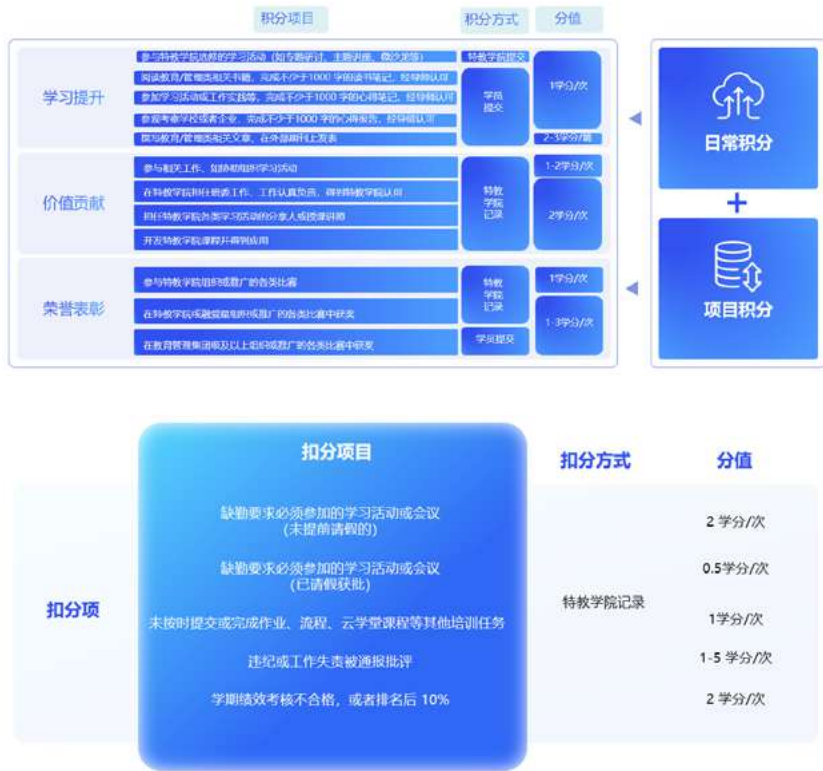 积分项目 积分方式 分值
学习提升
参与特教学院选修的学习活动（如专题研讨、主题讲座、微沙龙等） 特教学院提交
阅读教育/管理类相关书籍，完成不少于1000字的读书笔记，经导师认可
参加学习活动或工作实践等，完成不少于1000字的心得笔记，经导师认可
参观考察学校或者企业，完成不少于1000字的心得报告，经导师认可
撰写教育/管理类相关文章，在外部期刊上发表
学员
提交
1学分/次
2-3学分/篇
价值贡献
参与相关工作、如协助组织学习活动
在特教学院担任班委工作、工作认真负责，得到特教学院认可
担任特教学院各类学习活动的分享人或授课讲师
开发特教学院课程并得到应用
特教
学院
记录
1-2学分/次
2学分/次
荣誉表彰
参与特教学院组织或推广的各类比赛
在特教学院或融爱融组织或推广的各类比赛中获奖
在教育管理集团级及以上组织或推广的各类比赛中获奖
特教
学院
记录
学员提交
1学分/次
1-3学分/次
日常积分
+
项目积分
扣分项目 扣分方式 分值
扣分项
缺勤要求必须参加的学习活动或会议
(未提前请假的)
2 学分/次
缺勤要求必须参加的学习活动或会议
(已请假获批)
0.5学分/次
特教学院记录
未按时提交或完成作业、流程、云学堂课程等其他培训任务
1学分/次
违纪或工作失责被通报批评
1-5 学分/次
学期绩效考核不合格，或者排名后 10%
2 学分/次